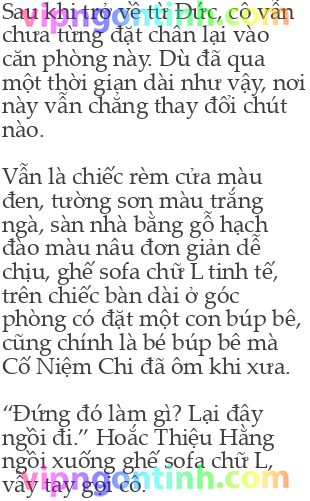 Sau khi trở về từ Đức, cô vẫn
chưa từng đặt chân lại vào
căn phòng này. Dù đã qua
một thời gian dài như vậy, nơi
này vẫn chẳng thay đổi chút
nào.
Vẫn là chiếc rèm cửa màu
đen, tường sơn màu trắng
ngà, sàn nhà bằng gỗ hạch
đào màu nâu đơn giản dễ
chịu, ghế sofa chữ L tinh tế,
trên chiếc bàn dài ở góc
phòng có đặt một con búp bê,
cũng chính là bé búp bê mà
Cố Niệm Chi đã ôm khi xưa.
“Đứng đó làm gì? Lại đây
ngồi đi.” Hoắc Thiệu Hằng
ngồi xuống ghế sofa chữ L,
vẫy tay gọi cô.
vipngontinh.com
vipngontinh.com